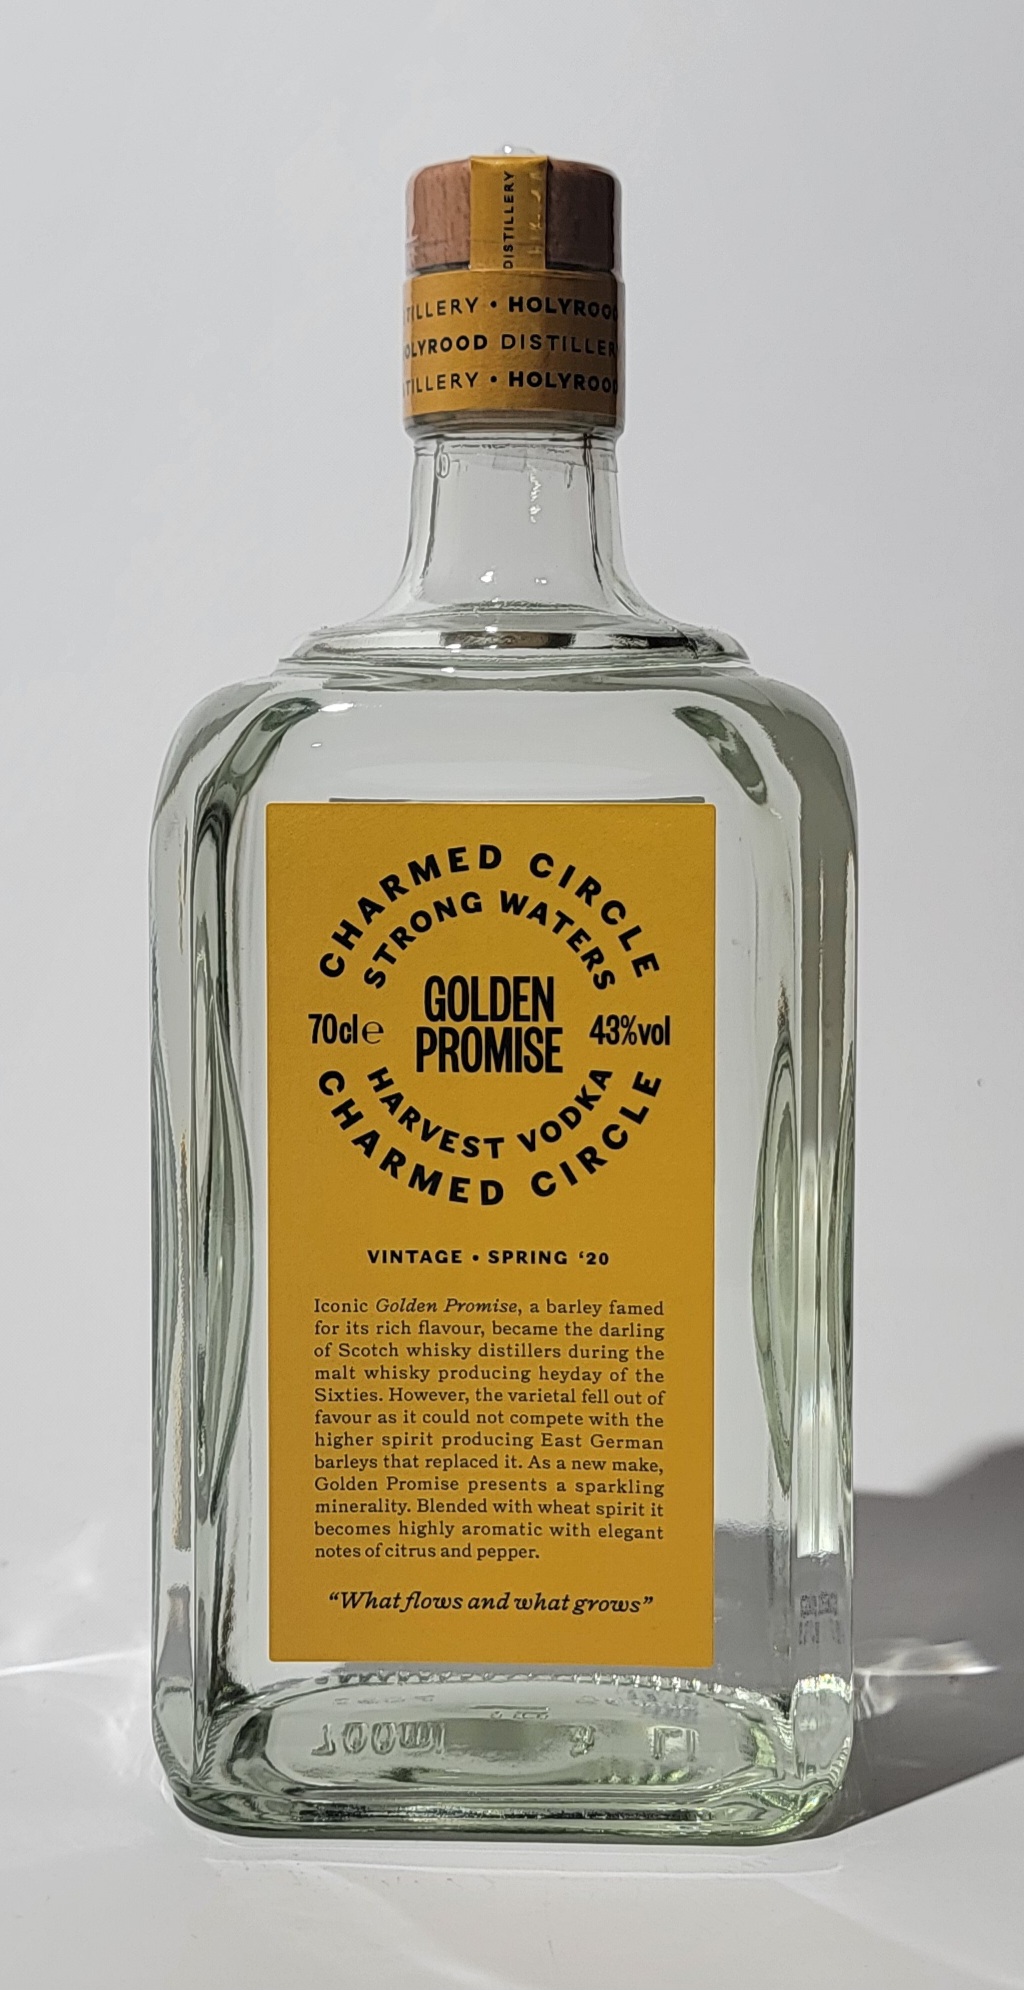 DISTILLERY
TILLERY • HOLYROOD
HOLYROOD DISTILLERY
TILLERY • HOLYROOD
CHARMED CIRCLE
STRONG WATERS
GOLDEN
PROMISE
70cl e
43%vol
HARVEST VODKA
CHARMED CIRCLE
VINTAGE • SPRING ‘20
Iconic Golden Promise, a barley famed
for its rich flavour, became the darling
of Scotch whisky distillers during the
malt whisky producing heyday of the
Sixties. However, the varietal fell out of
favour as it could not compete with the
higher spirit producing East German
barleys that replaced it. As a new make,
Golden Promise presents a sparkling
minerality. Blended with wheat spirit it
becomes highly aromatic with elegant
notes of citrus and pepper.
“What flows and what grows”
700ml